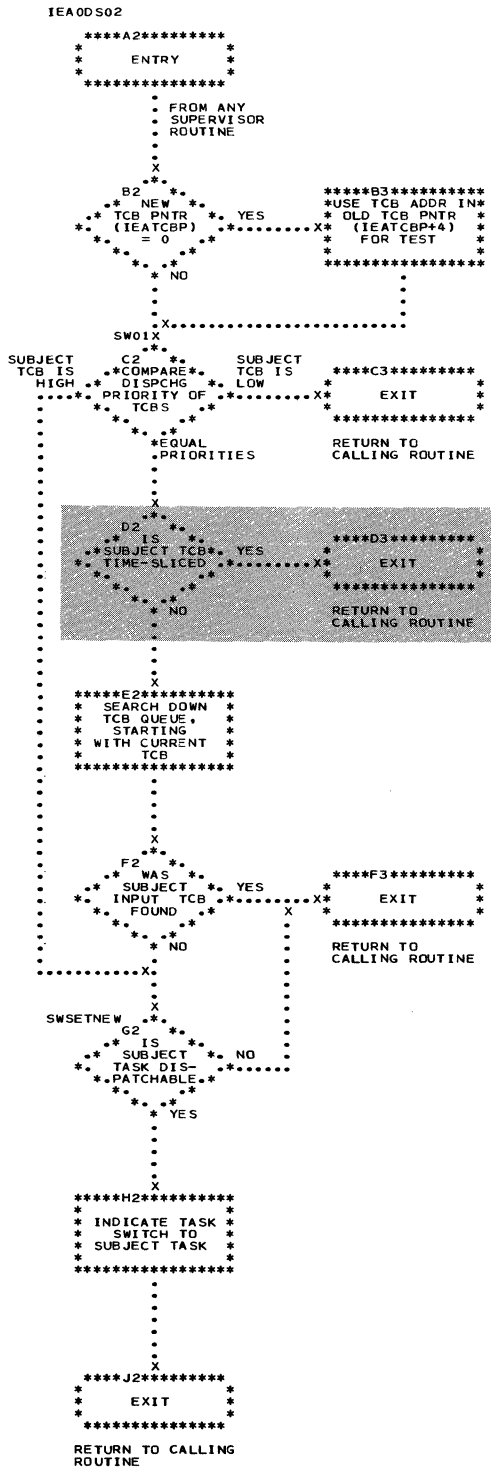 IEA0DS02
****A2*********
ENTRY
FROM ANY
SUPERVISOR
ROUTINE
B2
NEW
TCB PNTR
(IEATCBP)
= 0
YES
NO
*****B3**********
USE TCB ADDR IN
OLD TCB PNTR
(IEATCBP+4)
FOR TEST
SW01X
SUBJECT
TCB IS
HIGH
C2
COMPARE
DISPCHG
PRIORITY OF
TCBS
SUBJECT
TCB IS
LOW
****C3*********
EXIT
RETURN TO
CALLING ROUTINE
EQUAL
PRIORITIES
D2
IS
SUBJECT TCB
TIME-SLICED
YES
NO
****D3*********
EXIT
RETURN TO
CALLING ROUTINE
*****E2**********
SEARCH DOWN
TCB QUEUE,
STARTING
WITH CURRENT
TCB
F2
WAS
SUBJECT
INPUT TCB
FOUND
YES
NO
****F3*********
EXIT
RETURN TO
CALLING ROUTINE
SWSETNEW
G2
IS
SUBJECT
TASK DIS-
PATCHABLE
NO
YES
*****H2**********
INDICATE TASK
SWITCH TO
SUBJECT TASK
****J2*********
EXIT
RETURN TO CALLING
ROUTINE